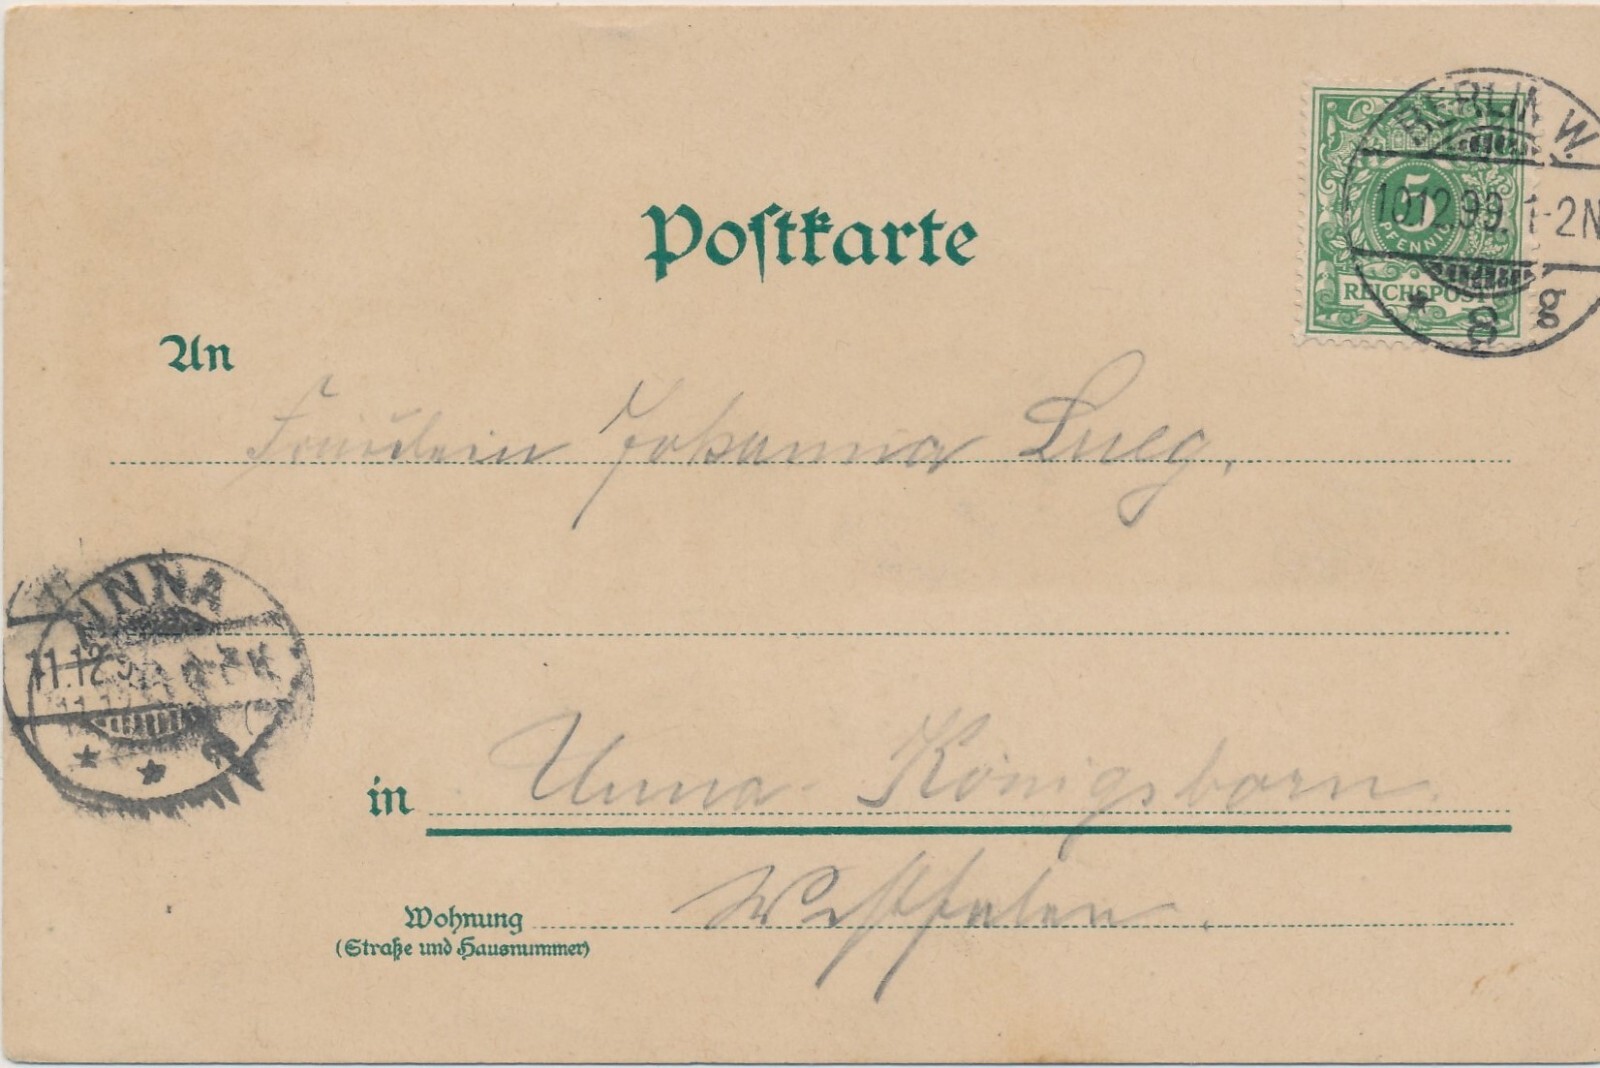 Postkarte
BERLIN W.
10.12.99. 1-2N
* 8 g
5
PFENNIG
REICHSPOST
An
Fräulein Johanna Lueg.
UNNA
11.12
in Unna-Königsborn.
Westfalen.
Wohnung
(Straße und Hausnummer)